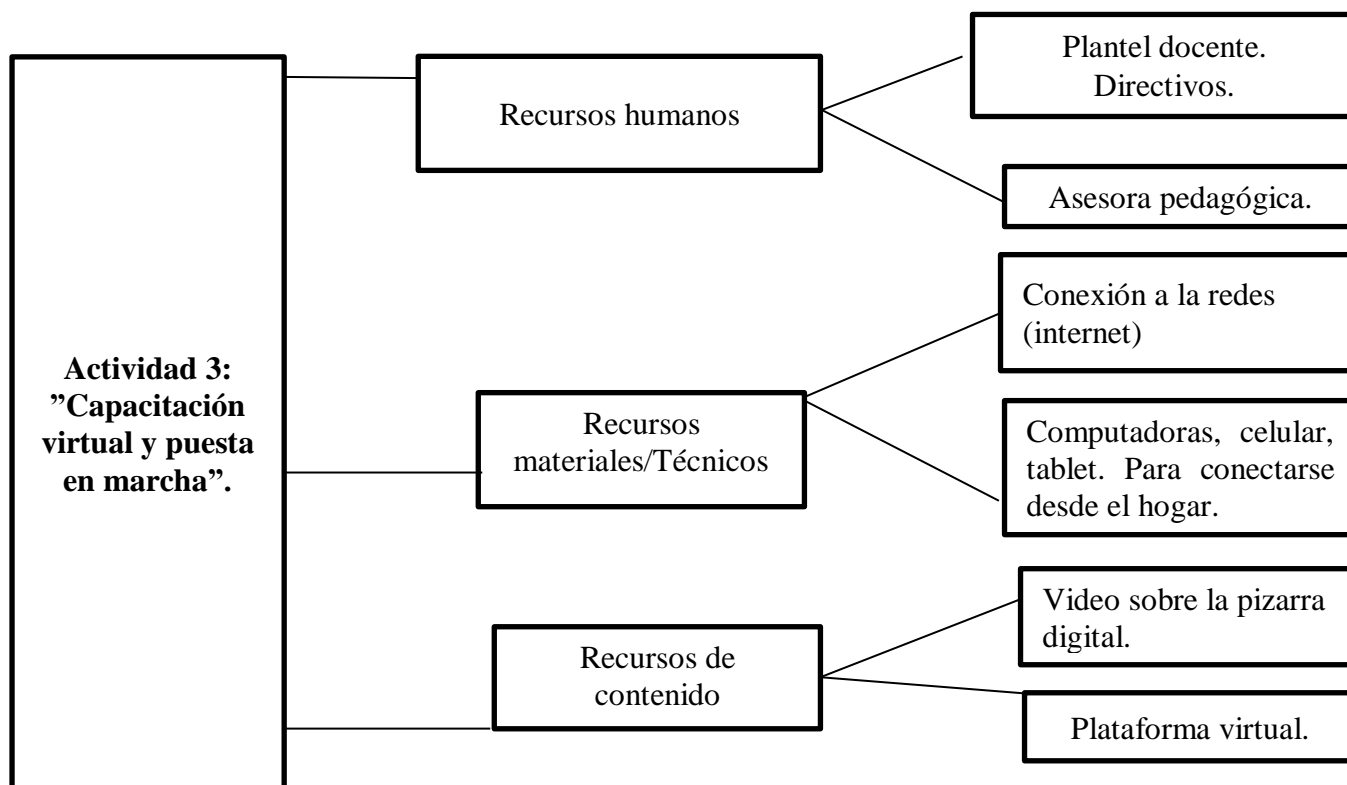 Actividad 3:
”Capacitación
virtual y puesta
en marcha”.
Recursos humanos
Plantel docente.
Directivos.
Asesora pedagógica.
Recursos
materiales/Técnicos
Conexión a la redes
(internet)
Computadoras, celular,
tablet. Para conectarse
desde el hogar.
Recursos de
contenido
Video sobre la pizarra
digital.
Plataforma virtual.